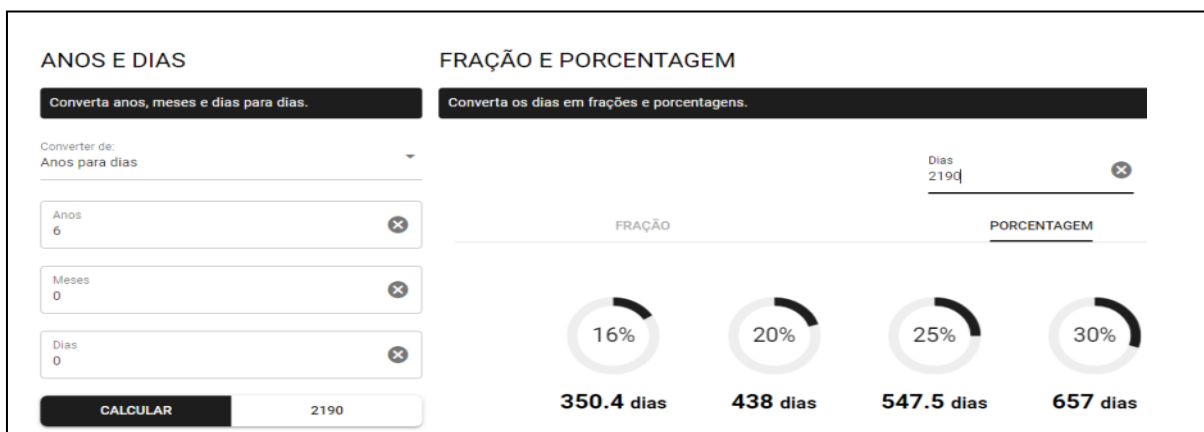 ANOS E DIAS
Converta anos, meses e dias para dias.
Converter de:
Anos para dias
Anos
6
Meses
0
Dias
0
CALCULAR 2190
FRAÇÃO E PORCENTAGEM
Converta os dias em frações e porcentagens.
Dias
2190
FRAÇÃO PORCENTAGEM
16% 20% 25% 30%
350.4 dias 438 dias 547.5 dias 657 dias